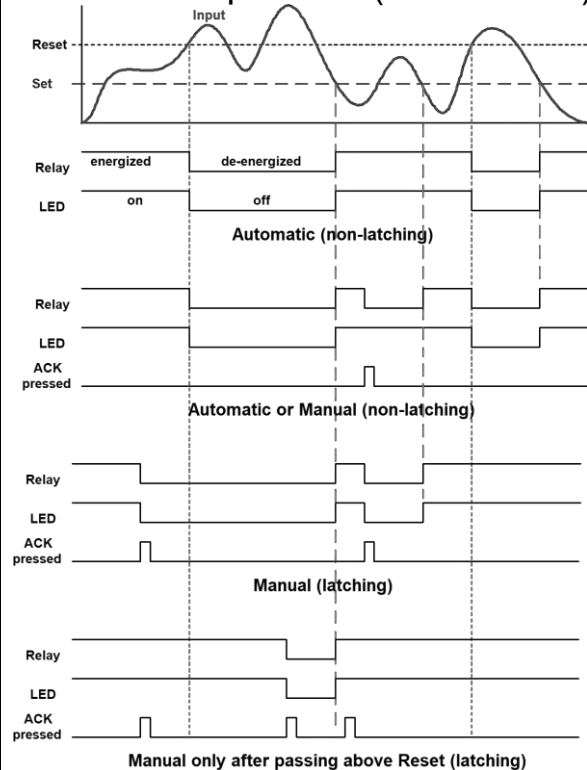 Input
Reset
Set
Relay energized de-energized
LED on off
Automatic (non-latching)
Relay
LED
ACK
pressed
Automatic or Manual (non-latching)
Relay
LED
ACK
pressed
Manual (latching)
Relay
LED
ACK
pressed
Manual only after passing above Reset (latching)